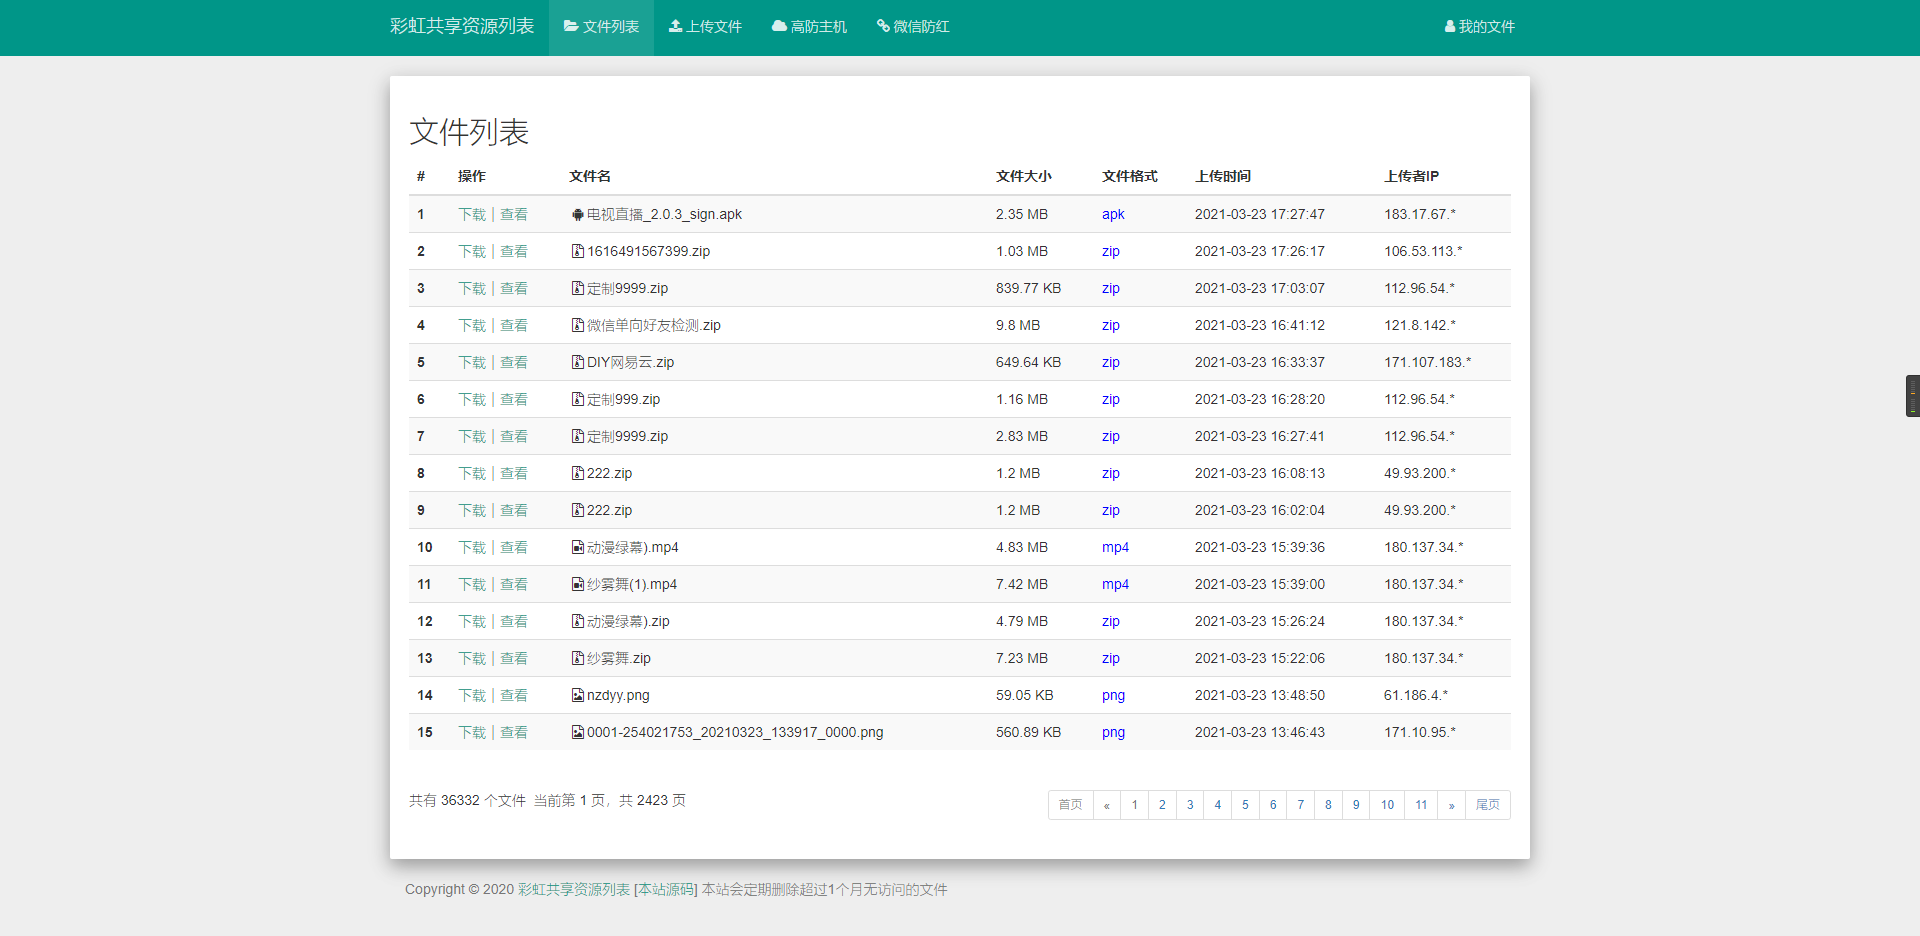 彩虹共享资源列表 文件列表 上传文件 高防主机 微信防红 我的文件
文件列表
# 操作 文件名 文件大小 文件格式 上传时间 上传者IP
1 下载 | 查看 电视直播_2.0.3_sign.apk 2.35 MB apk 2021-03-23 17:27:47 183.17.67.*
2 下载 | 查看 1616491567399.zip 1.03 MB zip 2021-03-23 17:26:17 106.53.113.*
3 下载 | 查看 定制9999.zip 839.77 KB zip 2021-03-23 17:03:07 112.96.54.*
4 下载 | 查看 微信单向好友检测.zip 9.8 MB zip 2021-03-23 16:41:12 121.8.142.*
5 下载 | 查看 DIY网易云.zip 649.64 KB zip 2021-03-23 16:33:37 171.107.183.*
6 下载 | 查看 定制999.zip 1.16 MB zip 2021-03-23 16:28:20 112.96.54.*
7 下载 | 查看 定制9999.zip 2.83 MB zip 2021-03-23 16:27:41 112.96.54.*
8 下载 | 查看 222.zip 1.2 MB zip 2021-03-23 16:08:13 49.93.200.*
9 下载 | 查看 222.zip 1.2 MB zip 2021-03-23 16:02:04 49.93.200.*
10 下载 | 查看 动漫绿幕).mp4 4.83 MB mp4 2021-03-23 15:39:36 180.137.34.*
11 下载 | 查看 纱雾舞(1).mp4 7.42 MB mp4 2021-03-23 15:39:00 180.137.34.*
12 下载 | 查看 动漫绿幕).zip 4.79 MB zip 2021-03-23 15:26:24 180.137.34.*
13 下载 | 查看 纱雾舞.zip 7.23 MB zip 2021-03-23 15:22:06 180.137.34.*
14 下载 | 查看 nzdyy.png 59.05 KB png 2021-03-23 13:48:50 61.186.4.*
15 下载 | 查看 0001-254021753_20210323_133917_0000.png 560.89 KB png 2021-03-23 13:46:43 171.10.95.*
共有 36332 个文件 当前第 1 页，共 2423 页 首页 « 1 2 3 4 5 6 7 8 9 10 11 » 尾页
Copyright © 2020 彩虹共享资源列表 [本站源码] 本站会定期删除超过1个月无访问的文件